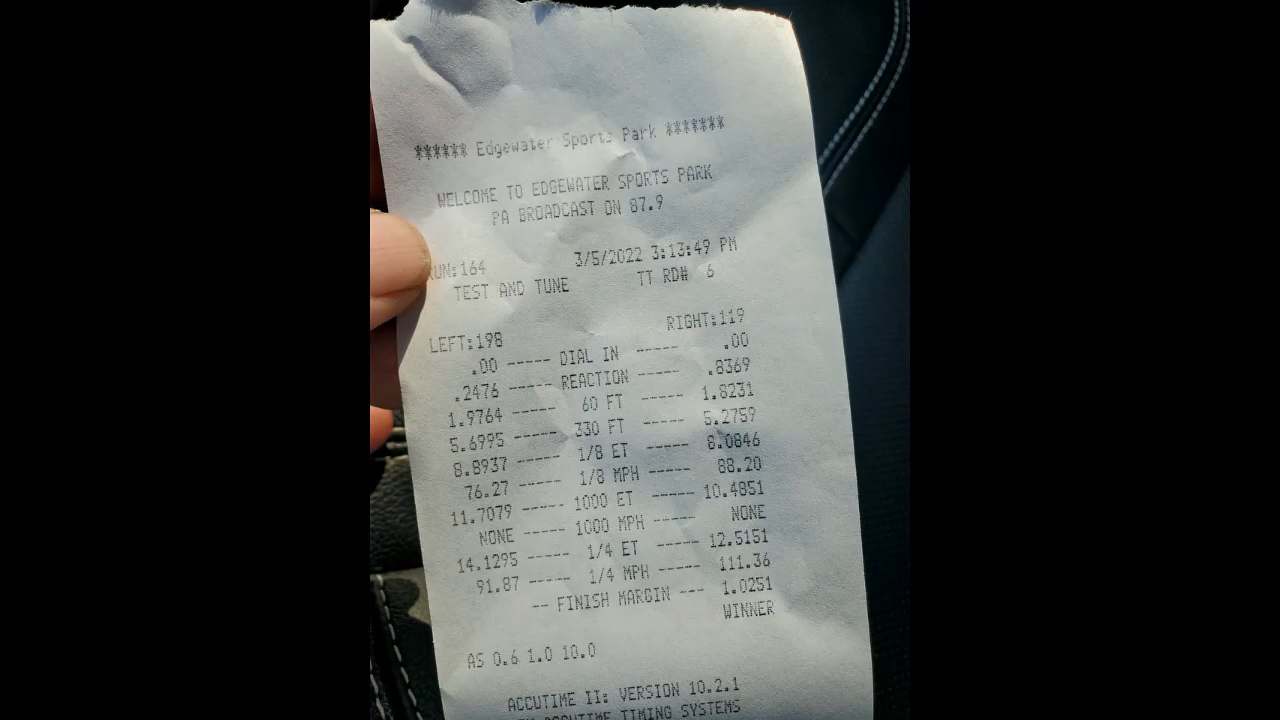 ****** Edgewater Sports Park *******
WELCOME TO EDGEWATER SPORTS PARK
PA BROADCAST ON 87.9
UN:164 3/5/2022 3:13:49 PM
TEST AND TUNE TT RD# 6
LEFT:198 RIGHT:119
.00 ----- DIAL IN ----- .00
.2476 ----- REACTION ----- .8369
1.9764 ----- 60 FT ----- 1.8231
5.6995 ----- 330 FT ----- 5.2759
8.8937 ----- 1/8 ET ----- 8.0846
76.27 ----- 1/8 MPH ----- 88.20
11.7079 ----- 1000 ET ----- 10.4851
NONE ----- 1000 MPH ----- NONE
14.1295 ----- 1/4 ET ----- 12.5151
91.87 ----- 1/4 MPH ----- 111.36
-- FINISH MARGIN --- 1.0251
WINNER
AS 0.6 1.0 10.0
ACCUTIME II: VERSION 10.2.1
ACCUTIME TIMING SYSTEMS